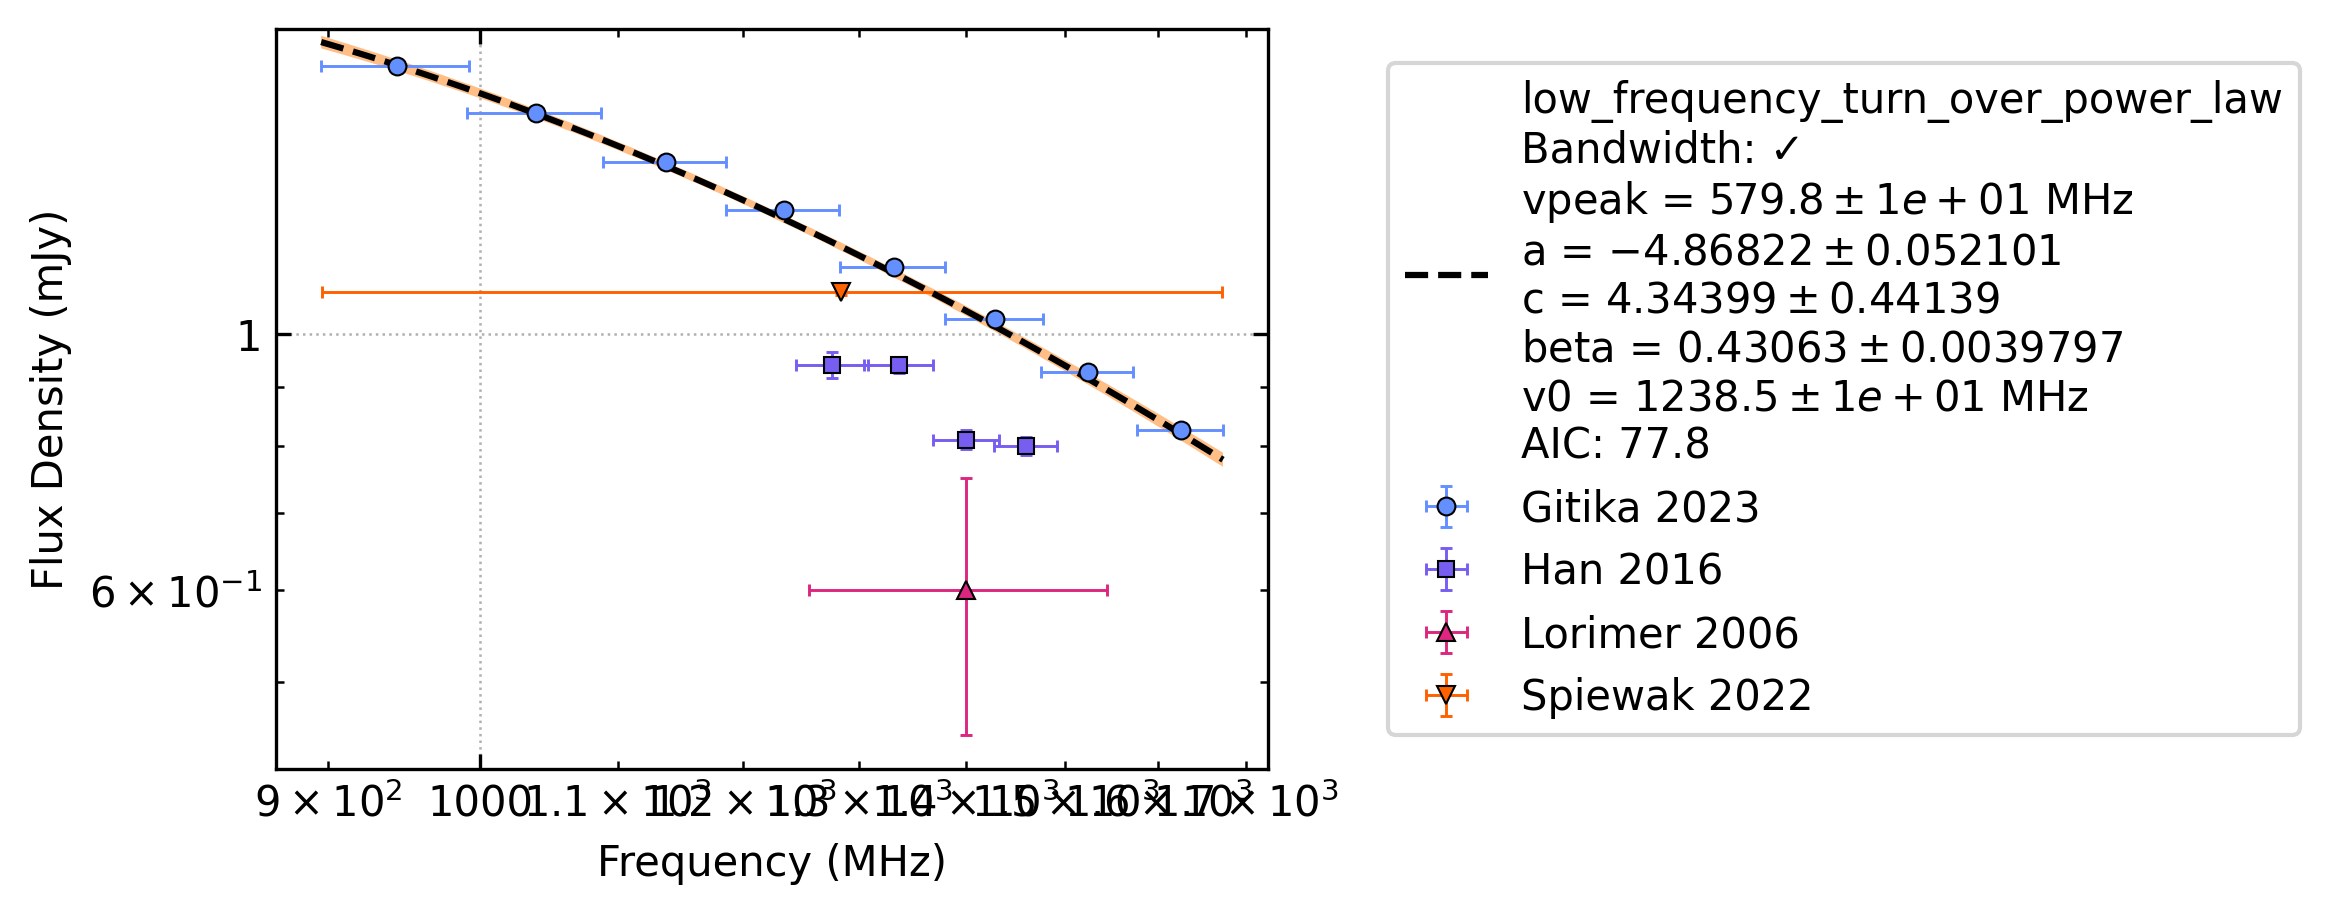 Flux Density (mJy)
1
6 × 10⁻¹
9 × 10² 1000 1.1 × 10³ 1.2 × 10³ 1.3 × 10³ 1.4 × 10³ 1.5 × 10³ 1.6 × 10³ 1.7 × 10³
Frequency (MHz)
low_frequency_turn_over_power_law
Bandwidth: ✓
vpeak = 579.8 ± 1e + 01 MHz
a = −4.86822 ± 0.052101
c = 4.34399 ± 0.44139
beta = 0.43063 ± 0.0039797
v0 = 1238.5 ± 1e + 01 MHz
AIC: 77.8
Gitika 2023
Han 2016
Lorimer 2006
Spiewak 2022